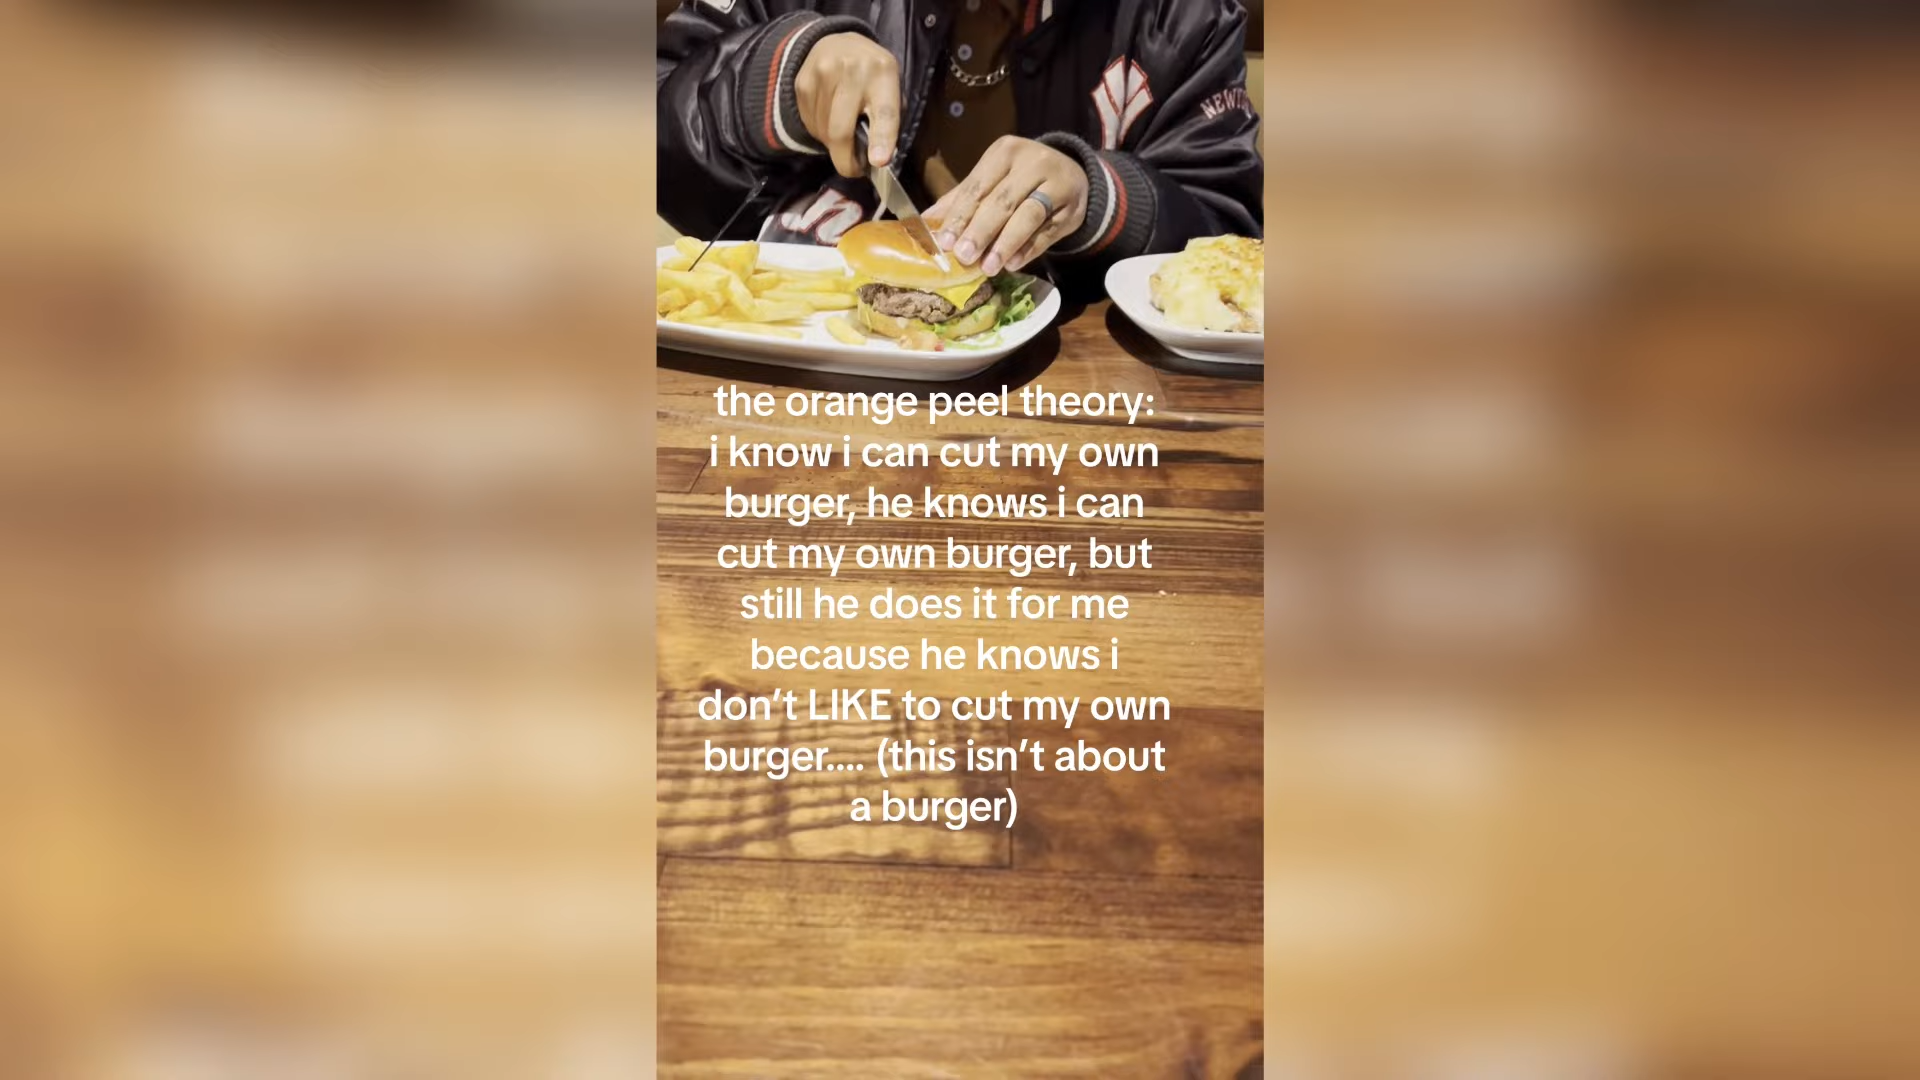 NEW
the orange peel theory:
i know i can cut my own
burger, he knows i can
cut my own burger, but
still he does it for me
because he knows i
don’t LIKE to cut my own
burger.... (this isn’t about
a burger)